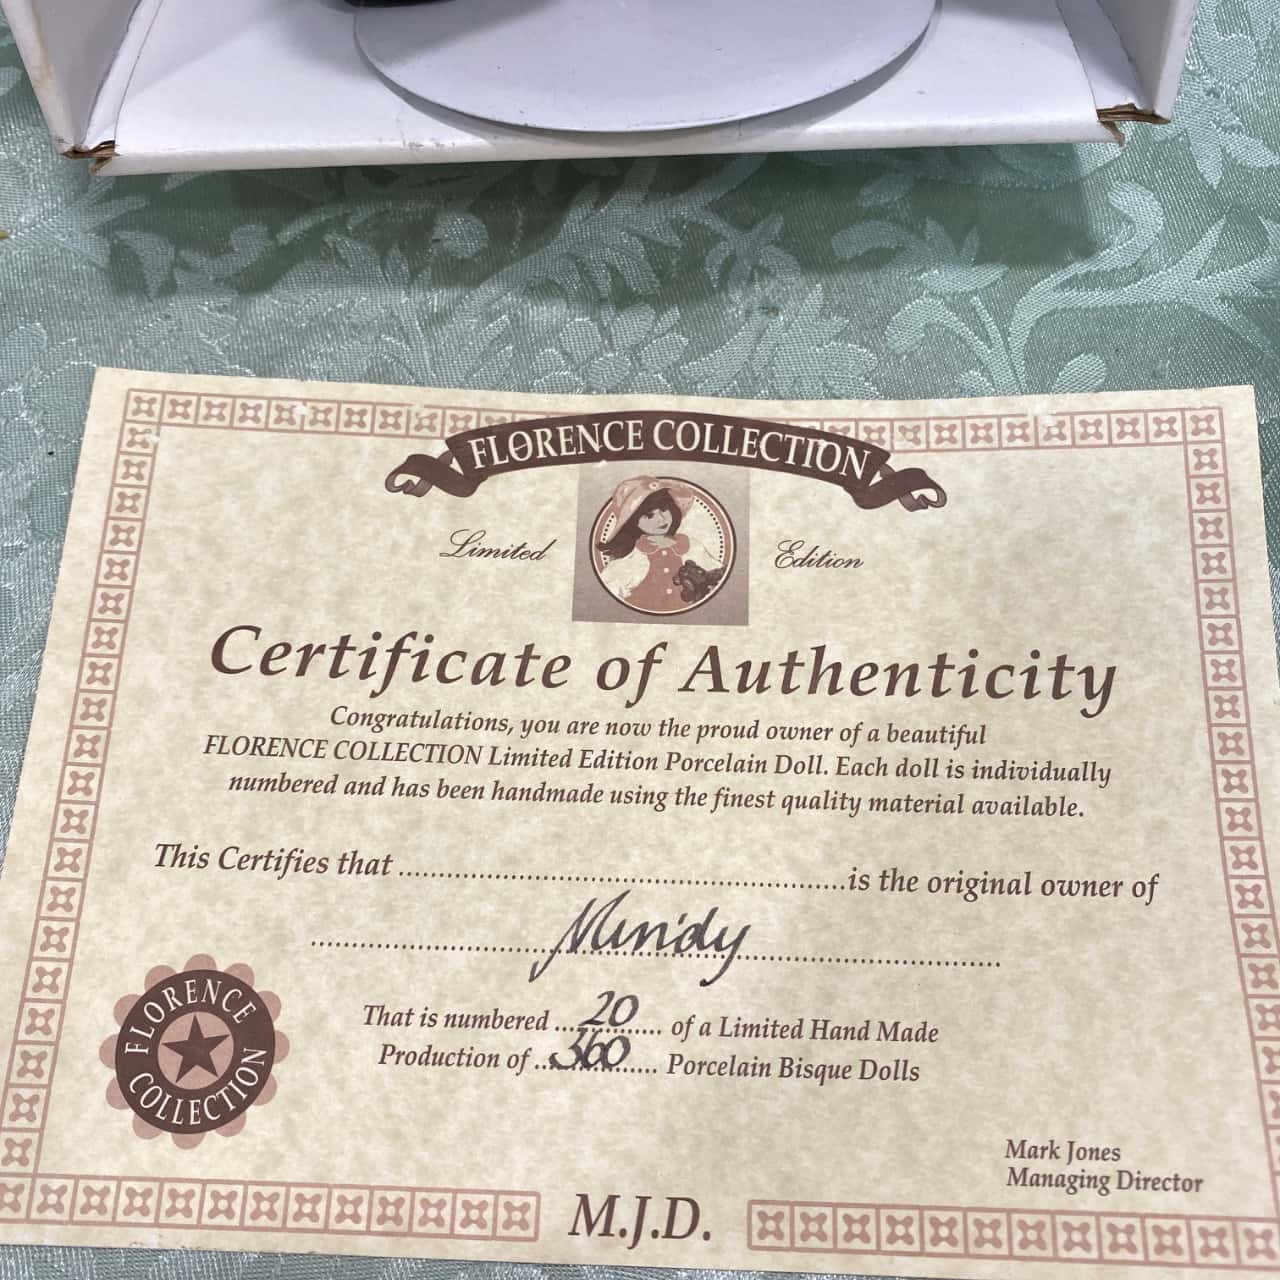 FLORENCE COLLECTION
Limited Edition
Certificate of Authenticity
Congratulations, you are now the proud owner of a beautiful
FLORENCE COLLECTION Limited Edition Porcelain Doll. Each doll is individually
numbered and has been handmade using the finest quality material available.
This Certifies that ........................................................is the original owner of
Mindy
That is numbered ...20... of a Limited Hand Made
Production of ...360... Porcelain Bisque Dolls
FLORENCE
COLLECTION
Mark Jones
Managing Director
M.J.D.